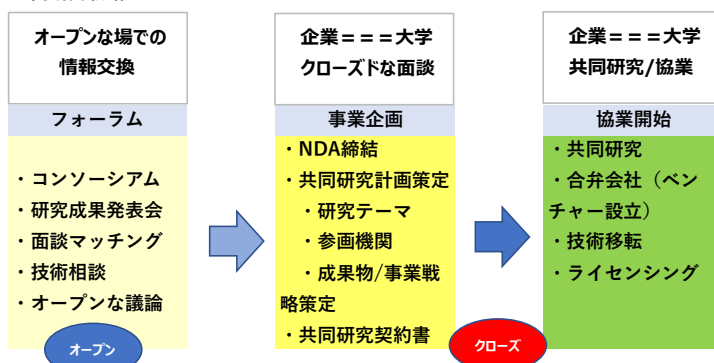 オープンな場での
情報交換
フォーラム
・コンソーシアム
・研究成果発表会
・面談マッチング
・技術相談
・オープンな議論
オープン
企業＝＝＝大学
クローズドな面談
事業企画
・NDA締結
・共同研究計画策定
・研究テーマ
・参画機関
・成果物/事業戦
略策定
・共同研究契約書
クローズ
企業＝＝＝大学
共同研究/協業
協業開始
・共同研究
・合弁会社（ベン
チャー設立）
・技術移転
・ライセンシング